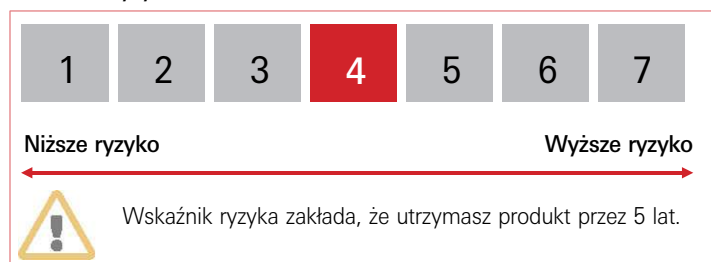 1 2 3 4 5 6 7
Niższe ryzyko Wyższe ryzyko
Wskaźnik ryzyka zakłada, że utrzymasz produkt przez 5 lat.